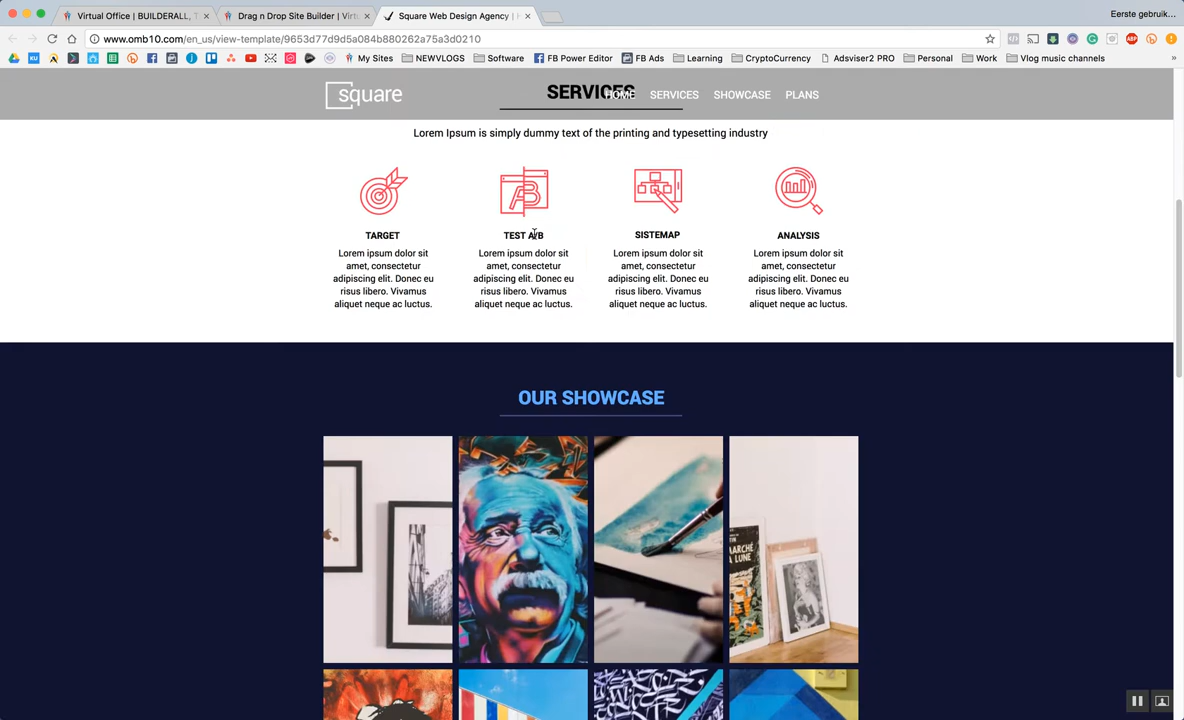 Virtual Office | BUILDERALL, T
Drag n Drop Site Builder | Virtu
Square Web Design Agency | H
Eerste gebruik...
www.omb10.com/en_us/view-template/9653d77d9d5a084b880262a75a3d0210
My Sites
NEWVLOGS
Software
FB Power Editor
FB Ads
Learning
CryptoCurrency
Adsviser2 PRO
Personal
Work
Vlog music channels
square
SERVICES
HOME
SERVICES
SHOWCASE
PLANS
Lorem Ipsum is simply dummy text of the printing and typesetting industry
TARGET
Lorem ipsum dolor sit
amet, consectetur
adipiscing elit. Donec eu
risus libero. Vivamus
aliquet neque ac luctus.
TEST A/B
Lorem ipsum dolor sit
amet, consectetur
adipiscing elit. Donec eu
risus libero. Vivamus
aliquet neque ac luctus.
SISTEMAP
Lorem ipsum dolor sit
amet, consectetur
adipiscing elit. Donec eu
risus libero. Vivamus
aliquet neque ac luctus.
ANALYSIS
Lorem ipsum dolor sit
amet, consectetur
adipiscing elit. Donec eu
risus libero. Vivamus
aliquet neque ac luctus.
OUR SHOWCASE